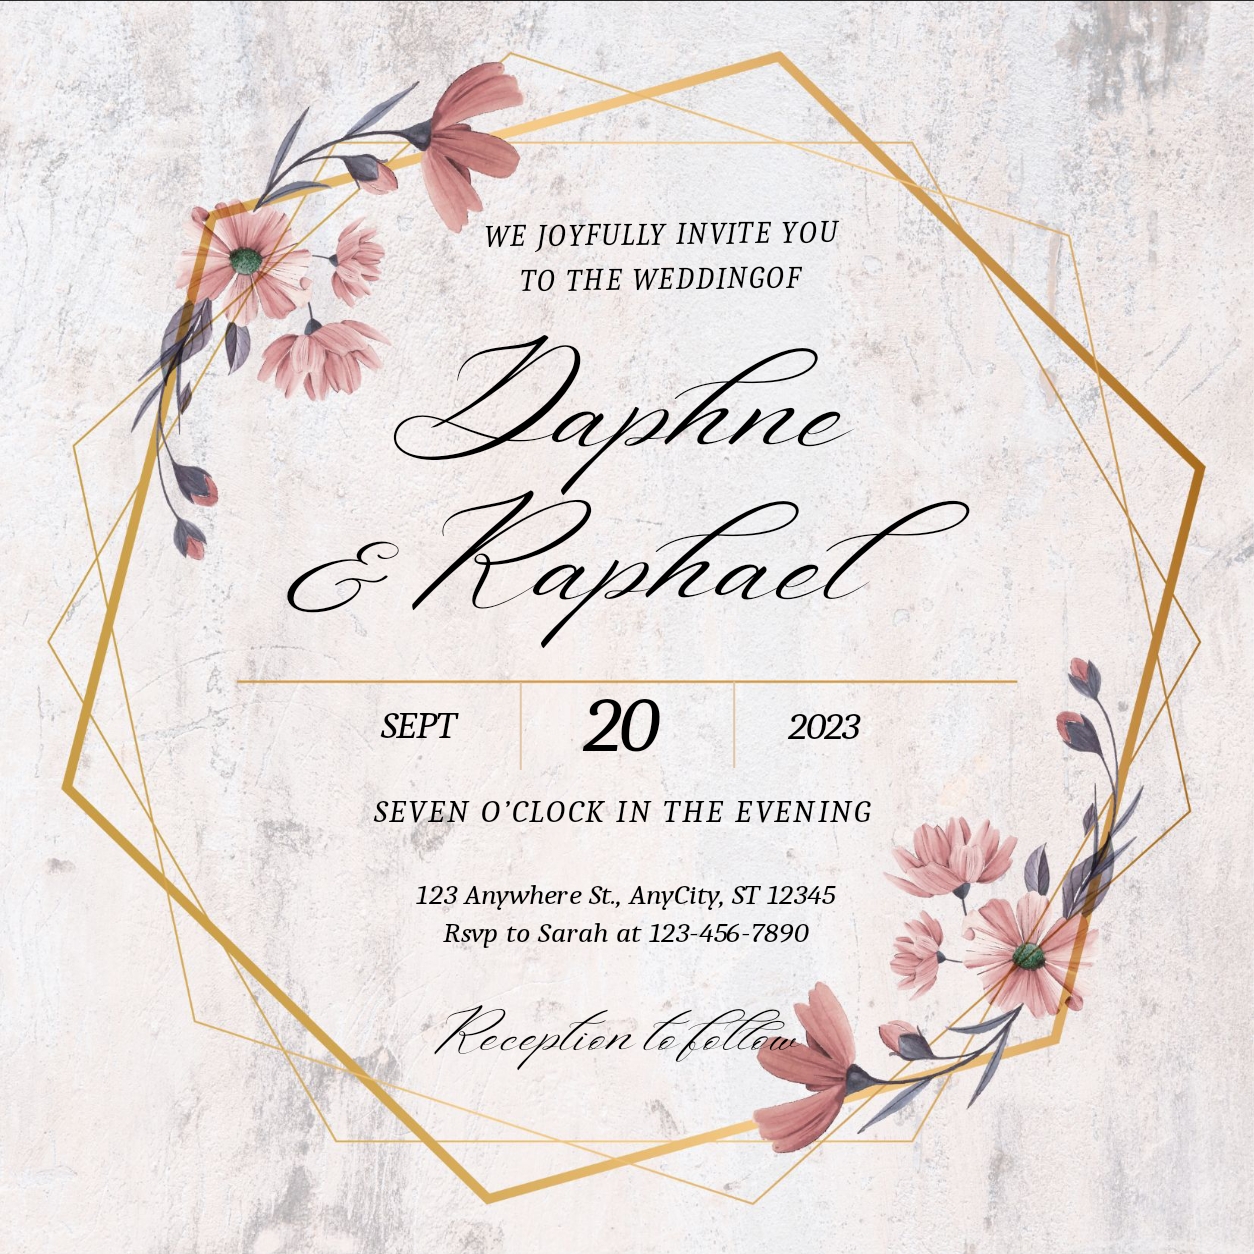 WE JOYFULLY INVITE YOU
TO THE WEDDINGOF
Daphne
& Raphael
SEPT 20 2023
SEVEN O’CLOCK IN THE EVENING
123 Anywhere St., AnyCity, ST 12345
Rsvp to Sarah at 123-456-7890
Reception to follow